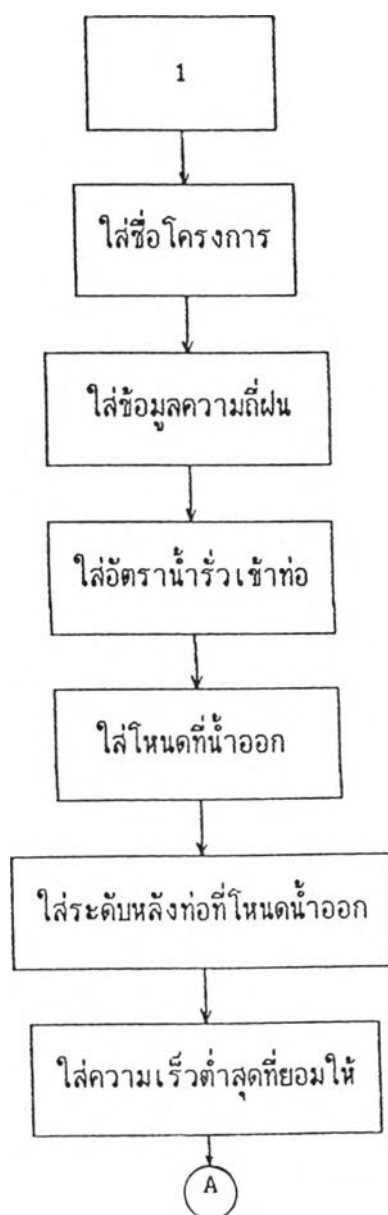 1
ใส่ชื่อโครงการ
ใส่ข้อมูลความถี่ฝน
ใส่อัตราน้ำรั่วเข้าท่อ
ใส่โหนดที่น้ำออก
ใส่ระดับหลังท่อที่โหนดน้ำออก
ใส่ความเร็วต่ำสุดที่ยอมให้
A